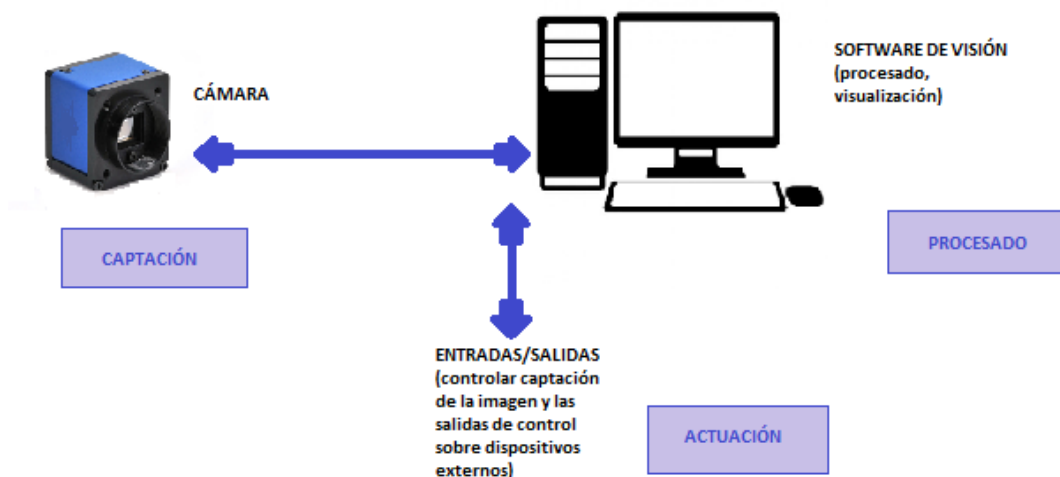 CÁMARA
SOFTWARE DE VISIÓN
(procesado,
visualización)
CAPTACIÓN
PROCESADO
ENTRADAS/SALIDAS
(controlar captación
de la imagen y las
salidas de control
sobre dispositivos
externos)
ACTUACIÓN